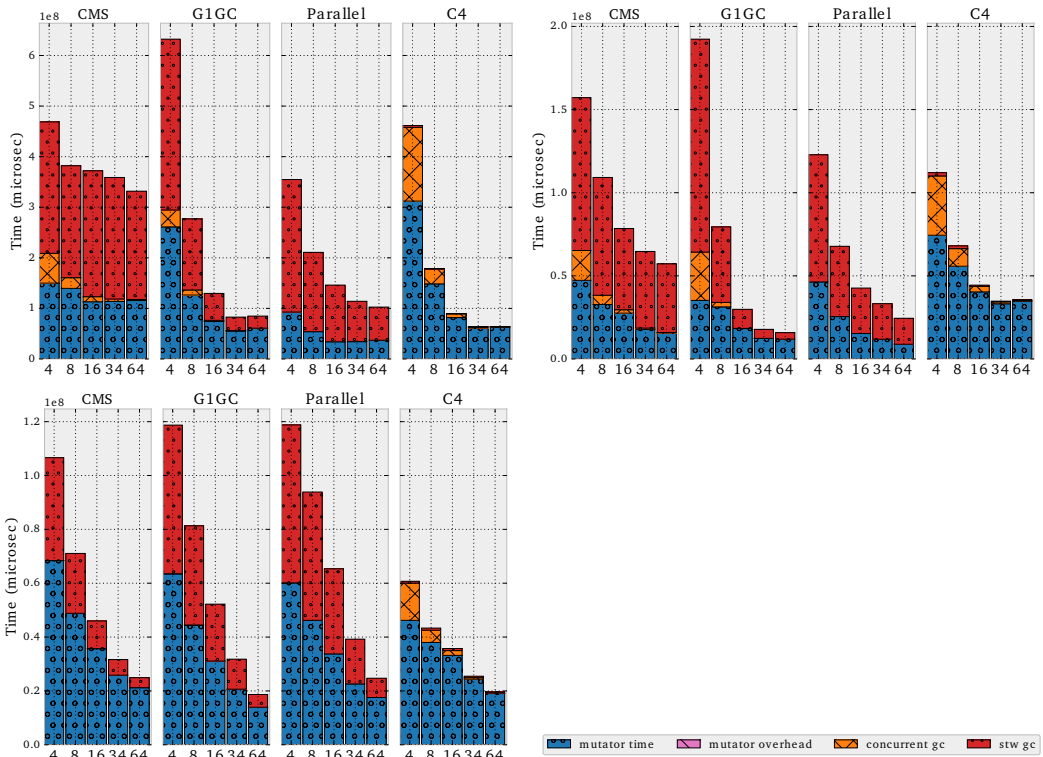 1e8 CMS G1GC Parallel C4
6
5
4
3
2
1
0
Time (microsec)
4 8 16 34 64 4 8 16 34 64 4 8 16 34 64 4 8 16 34 64
1e8 CMS G1GC Parallel C4
2.0
1.5
1.0
0.5
0.0
Time (microsec)
4 8 16 34 64 4 8 16 34 64 4 8 16 34 64 4 8 16 34 64
1e8 CMS G1GC Parallel C4
1.2
1.0
0.8
0.6
0.4
0.2
0.0
Time (microsec)
4 8 16 34 64 4 8 16 34 64 4 8 16 34 64 4 8 16 34 64
mutator time mutator overhead concurrent gc stw gc